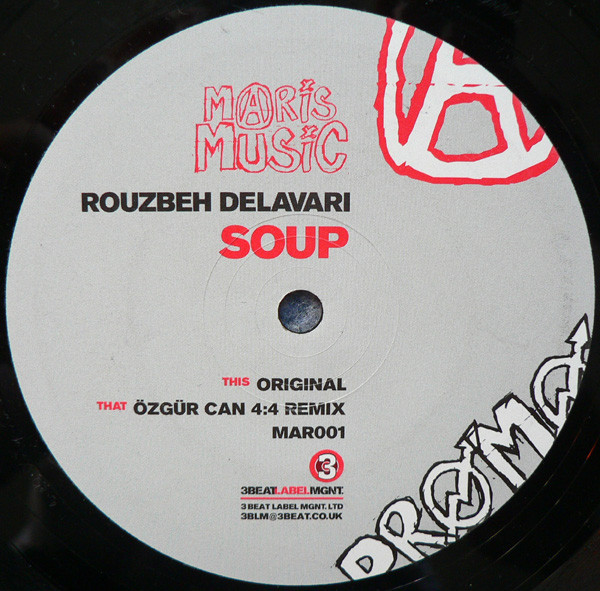 MARiS
MUSiC
ROUZBEH DELAVARI
SOUP
THIS ORIGINAL
THAT ÖZGÜR CAN 4:4 REMIX
MAR001
3
3BEATLABELMGNT.
3 BEAT LABEL MGNT. LTD
3BLM@3BEAT.CO.UK
A
PROMO